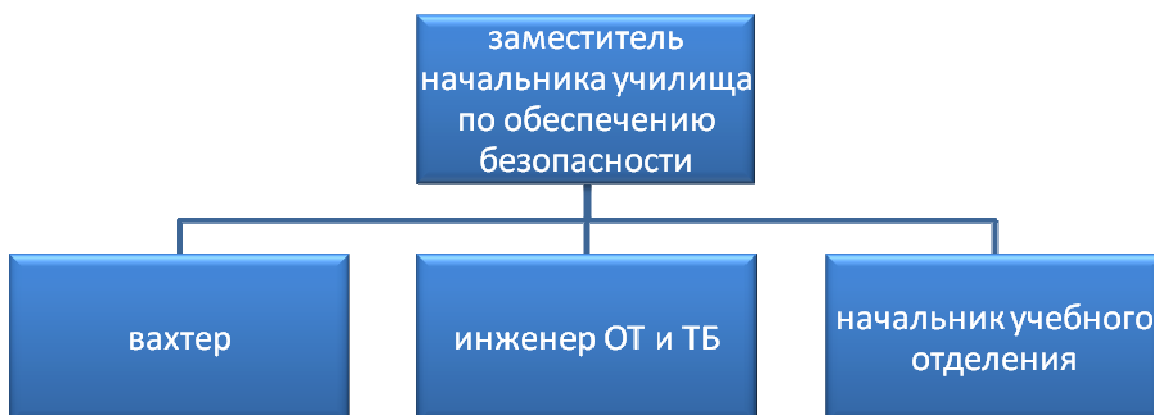 заместитель
начальника училища
по обеспечению
безопасности
вахтер
инженер ОТ и ТБ
начальник учебного
отделения